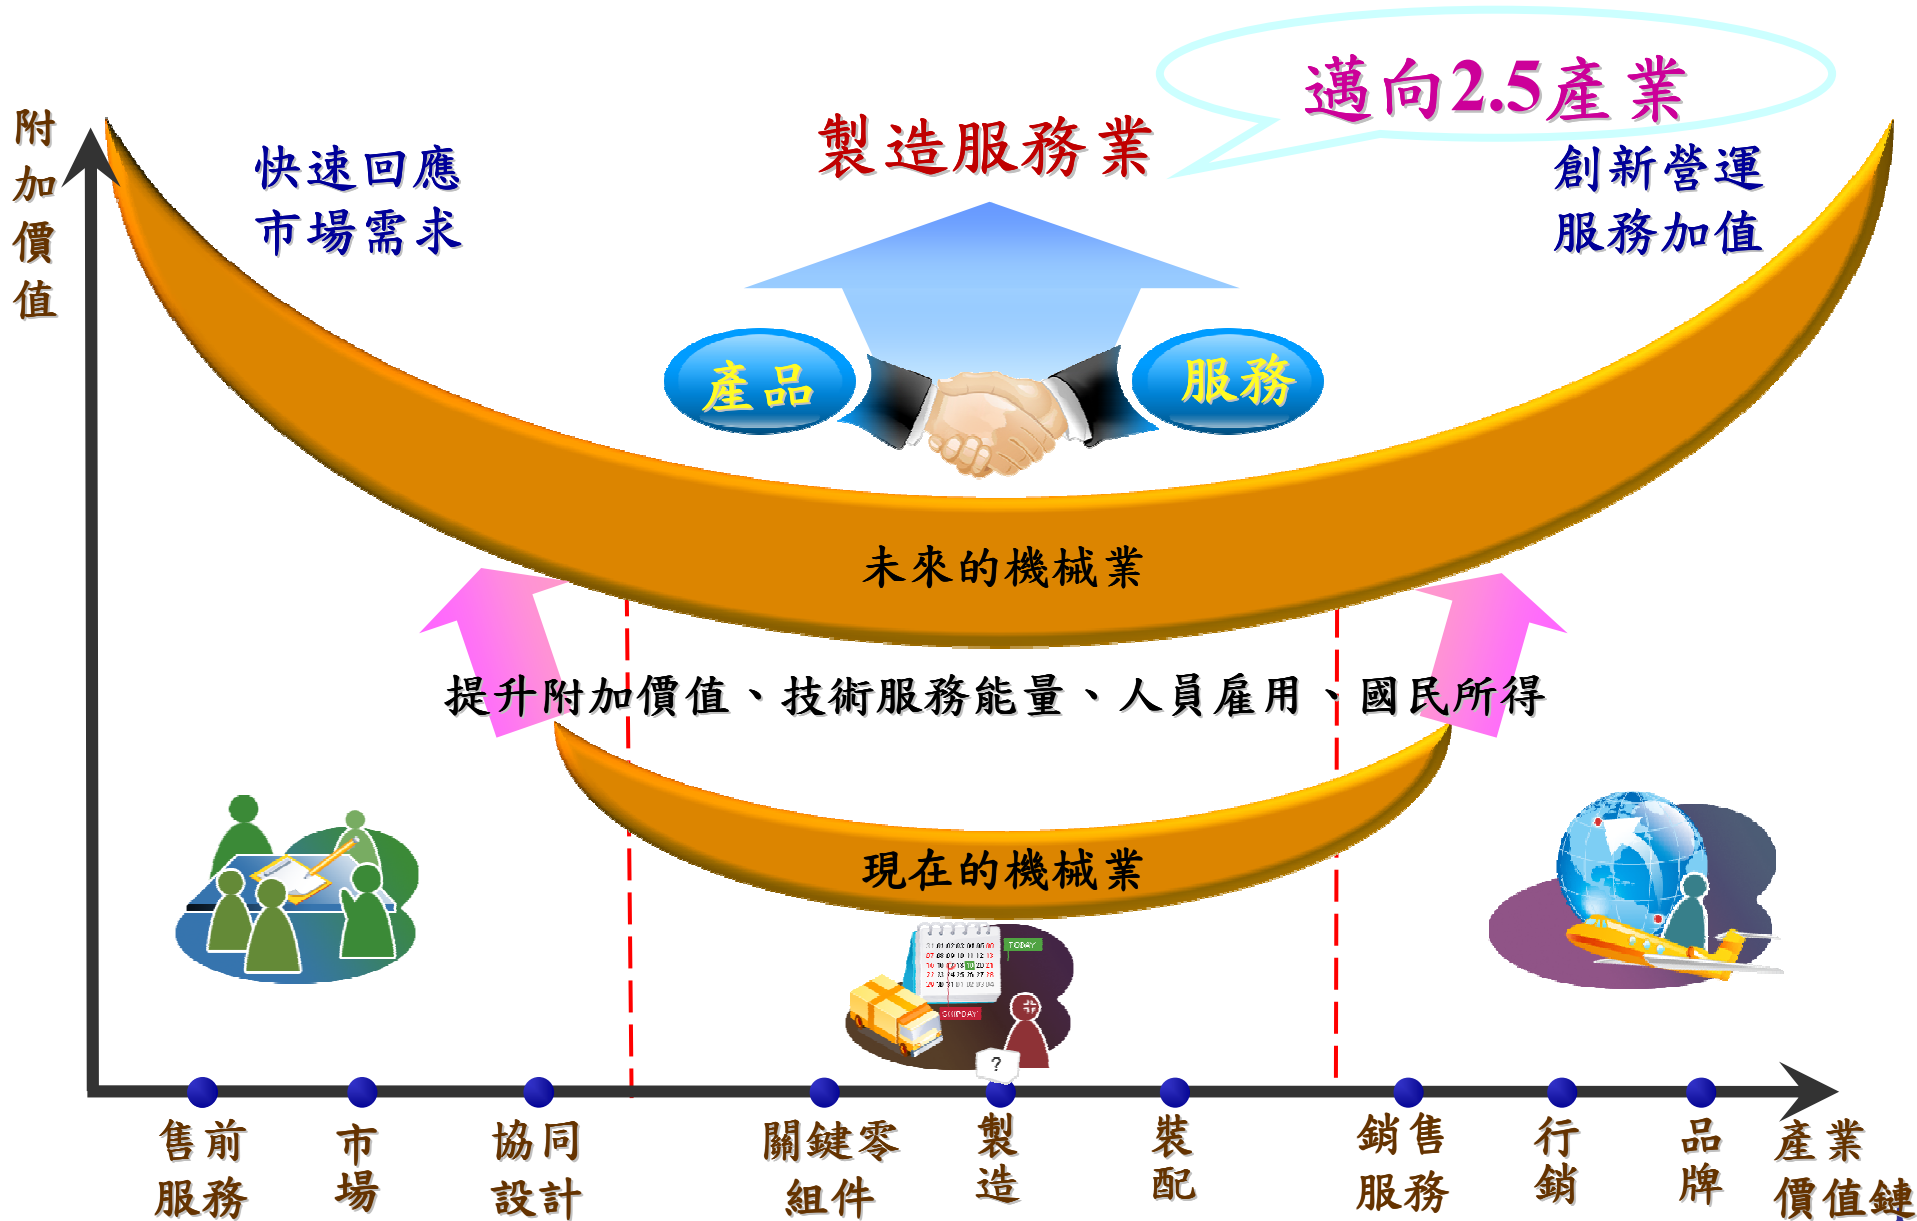 邁向2.5產業
製造服務業
附加價值
快速回應
市場需求
創新營運
服務加值
產品
服務
未來的機械業
提升附加價值、技術服務能量、人員雇用、國民所得
現在的機械業
TODAY
?
售前
服務
市場
協同
設計
關鍵零
組件
製造
裝配
銷售
服務
行銷
品牌
產業
價值鏈